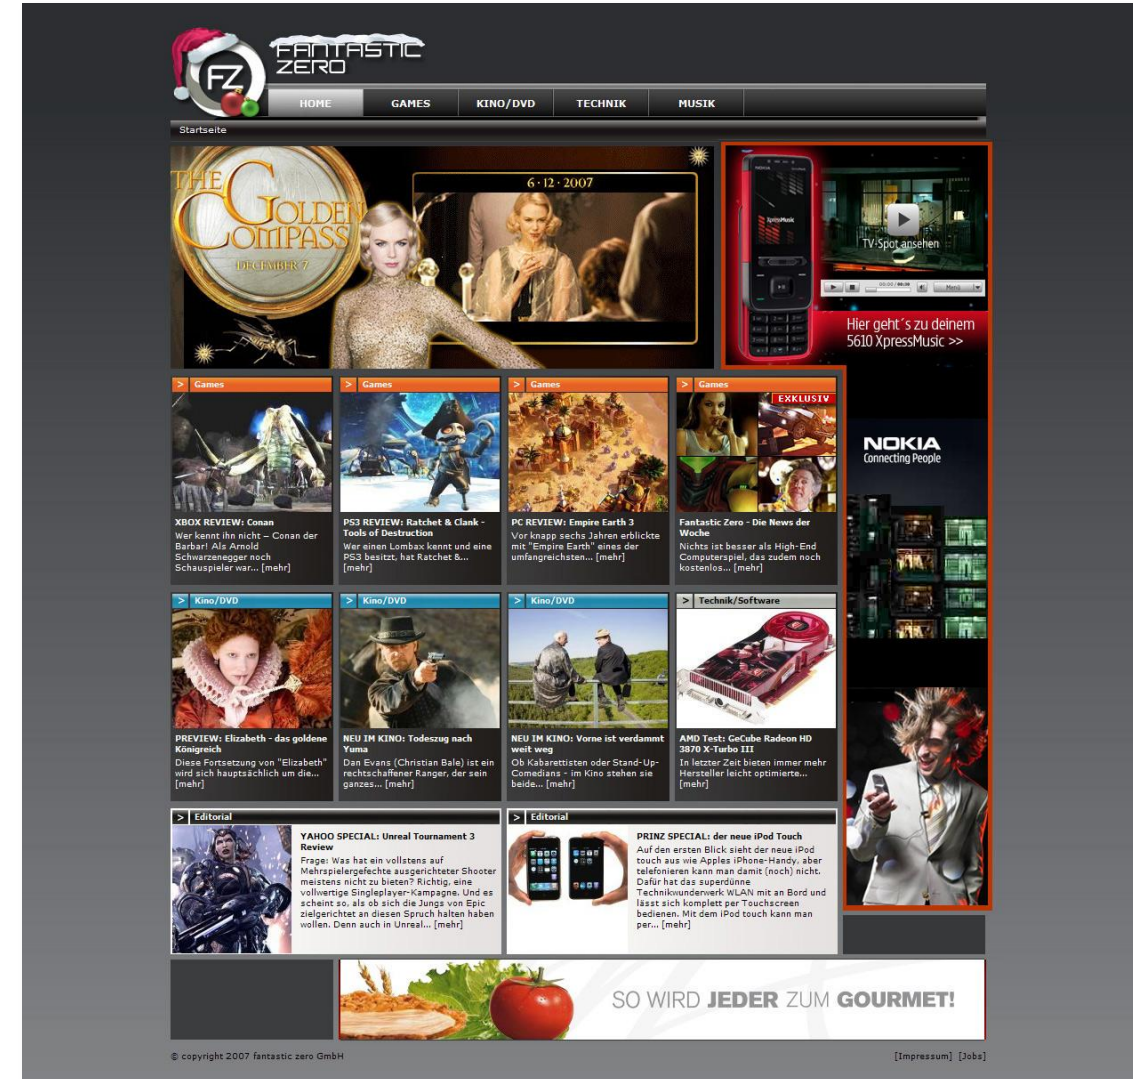 FZ
FANTASTIC
ZERO
HOME GAMES KINO/DVD TECHNIK MUSIK
Startseite
THE
GOLDEN
COMPASS
DECEMBER 7
6·12·2007
NOKIA
XpressMusic
TV-Spot ansehen
00:00 / 00:30
Menü
Hier geht´s zu deinem
5610 XpressMusic >>
NOKIA
Connecting People
> Games
XBOX REVIEW: Conan
Wer kennt ihn nicht – Conan der
Barbar! Als Arnold
Schwarzenegger noch
Schauspieler war... [mehr]
> Games
PS3 REVIEW: Ratchet & Clank -
Tools of Destruction
Wer einen Lombax kennt und eine
PS3 besitzt, hat Ratchet &...
[mehr]
> Games
PC REVIEW: Empire Earth 3
Vor knapp sechs Jahren erblickte
mit "Empire Earth" eines der
umfangreichsten... [mehr]
> Games
EXKLUSIV
Fantastic Zero - Die News der
Woche
Nichts ist besser als High-End
Computerspiel, das zudem noch
kostenlos... [mehr]
> Kino/DVD
PREVIEW: Elizabeth - das goldene
Königreich
Diese Fortsetzung von "Elizabeth"
wird sich hauptsächlich um die...
[mehr]
> Kino/DVD
NEU IM KINO: Todeszug nach
Yuma
Dan Evans (Christian Bale) ist ein
rechtschaffener Ranger, der sein
ganzes... [mehr]
> Kino/DVD
NEU IM KINO: Vorne ist verdammt
weit weg
Ob Kabarettisten oder Stand-Up-
Comedians - im Kino stehen sie
beide... [mehr]
> Technik/Software
AMD Test: GeCube Radeon HD
3870 X-Turbo III
In letzter Zeit bieten immer mehr
Hersteller leicht optimierte...
[mehr]
> Editorial
YAHOO SPECIAL: Unreal Tournament 3
Review
Frage: Was hat ein vollstens auf
Mehrspielergefechte ausgerichteter Shooter
meistens nicht zu bieten? Richtig, eine
vollwertige Singleplayer-Kampagne. Und es
scheint so, als ob sich die Jungs von Epic
zielgerichtet an diesen Spruch halten haben
wollen. Denn auch in Unreal... [mehr]
> Editorial
PRINZ SPECIAL: der neue iPod Touch
Auf den ersten Blick sieht der neue iPod
touch aus wie Apples iPhone-Handy, aber
telefonieren kann man damit (noch) nicht.
Dafür hat das superdünne
Technikwunderwerk WLAN mit an Bord und
lässt sich komplett per Touchscreen
bedienen. Mit dem iPod touch kann man
per... [mehr]
SO WIRD JEDER ZUM GOURMET!
© copyright 2007 fantastic zero GmbH
[Impressum] [Jobs]